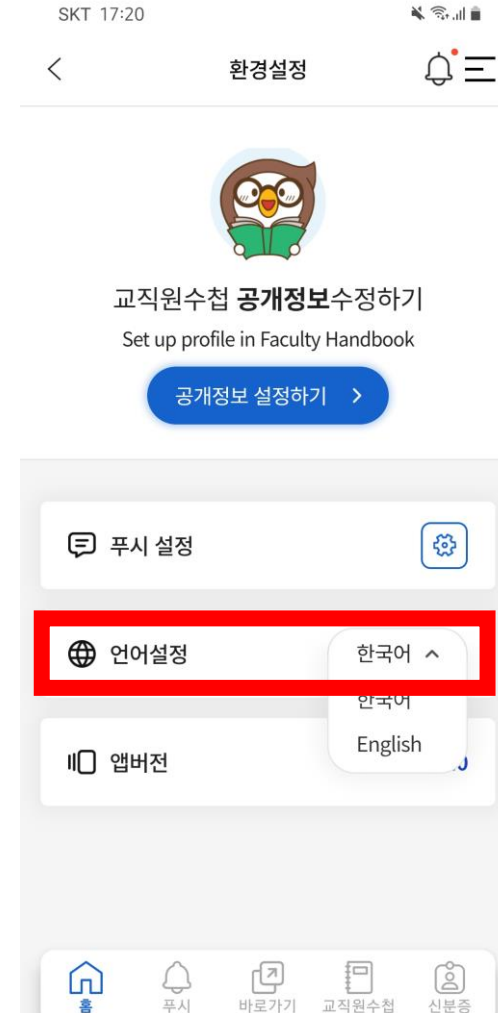 SKT 17:20
환경설정
교직원수첩 공개정보수정하기
Set up profile in Faculty Handbook
공개정보 설정하기
푸시 설정
언어설정
한국어
한국어
English
앱버전
홈
푸시
바로가기
교직원수첩
신분증